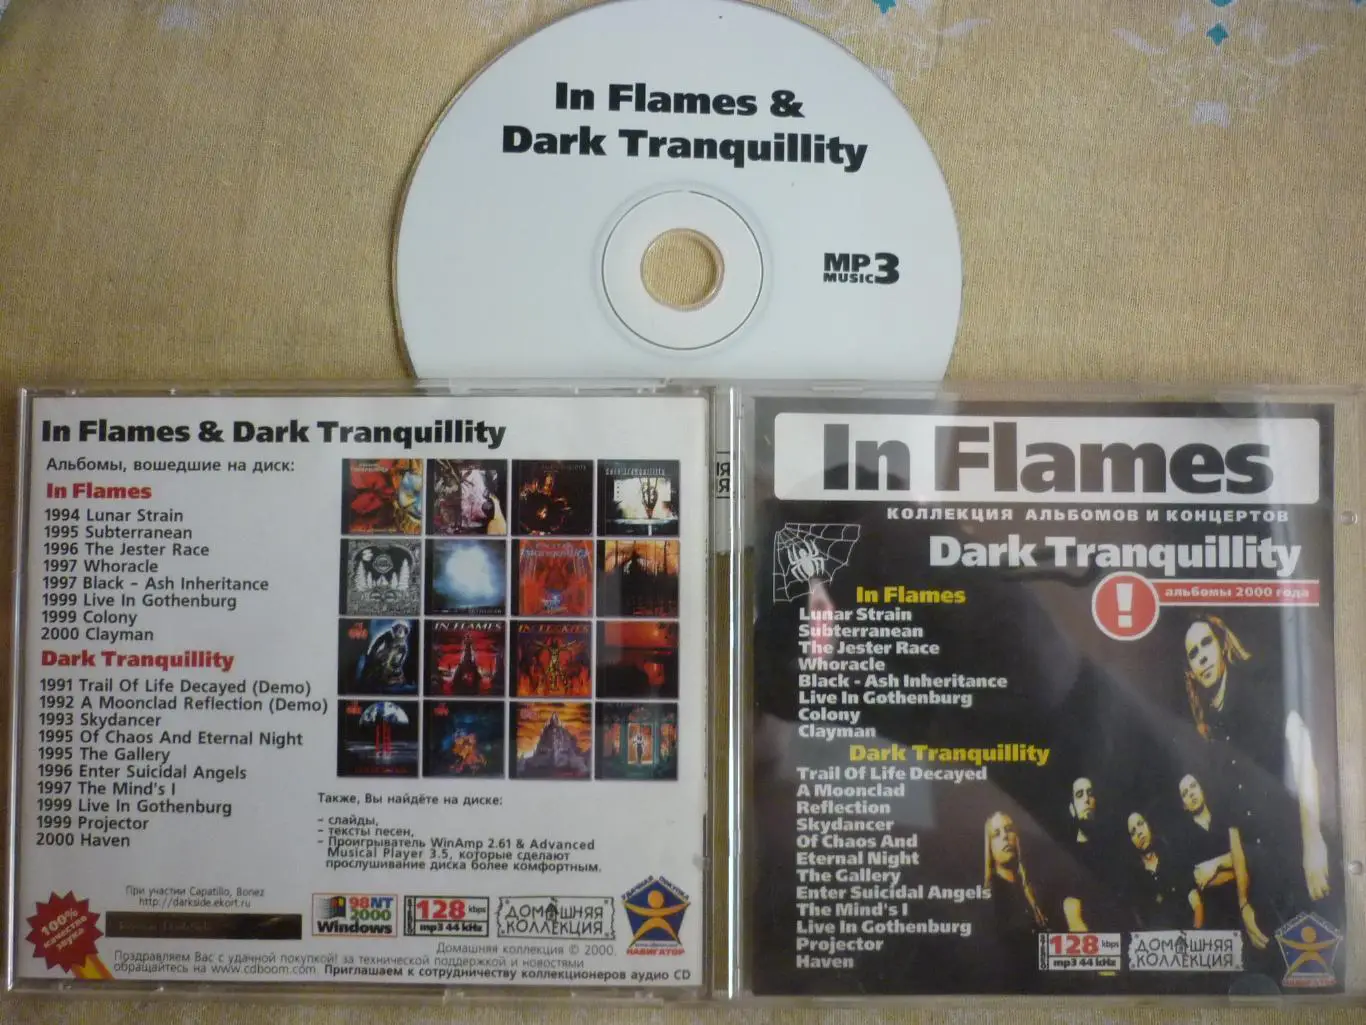 In Flames &
Dark Tranquillity
MP3
MUSIC
In Flames & Dark Tranquillity
Альбомы, вошедшие на диск:
In Flames
1994 Lunar Strain
1995 Subterranean
1996 The Jester Race
1997 Whoracle
1997 Black - Ash Inheritance
1999 Live In Gothenburg
1999 Colony
2000 Clayman
Dark Tranquillity
1991 Trail Of Life Decayed (Demo)
1992 A Moonclad Reflection (Demo)
1993 Skydancer
1995 Of Chaos And Eternal Night
1995 The Gallery
1996 Enter Suicidal Angels
1997 The Mind's I
1999 Live In Gothenburg
1999 Projector
2000 Haven
IN FLAMES
IN FLAMES
Также, Вы найдёте на диске:
- слайды,
- тексты песен,
- Проигрыватель WinAmp 2.61 & Advanced
Musical Player 3.5, которые сделают
прослушивание диска более комфортным.
При участии Capatillo, Bonez
http://darkside.ekort.ru
100%
качество
звука
98NT
2000
Windows
128 kbps
mp3 44 kHz
ДОМАШНЯЯ
КОЛЛЕКЦИЯ
УДАЧНАЯ ПОКУПКА
НАВИГАТОР
Домашняя коллекция © 2000.
Поздравляем Вас с удачной покупкой! за технической поддержкой и новостями
обращайтесь на www.cdboom.com! Приглашаем к сотрудничеству коллекционеров аудио CD
In Flames
КОЛЛЕКЦИЯ АЛЬБОМОВ И КОНЦЕРТОВ
Dark Tranquillity
! альбомы 2000 года
In Flames
Lunar Strain
Subterranean
The Jester Race
Whoracle
Black - Ash Inheritance
Live In Gothenburg
Colony
Clayman
Dark Tranquillity
Trail Of Life Decayed
A Moonclad
Reflection
Skydancer
Of Chaos And
Eternal Night
The Gallery
Enter Suicidal Angels
The Mind's I
Live In Gothenburg
Projector
Haven
128 kbps
mp3 44 kHz
ДОМАШНЯЯ
КОЛЛЕКЦИЯ
НАВИГАТОР